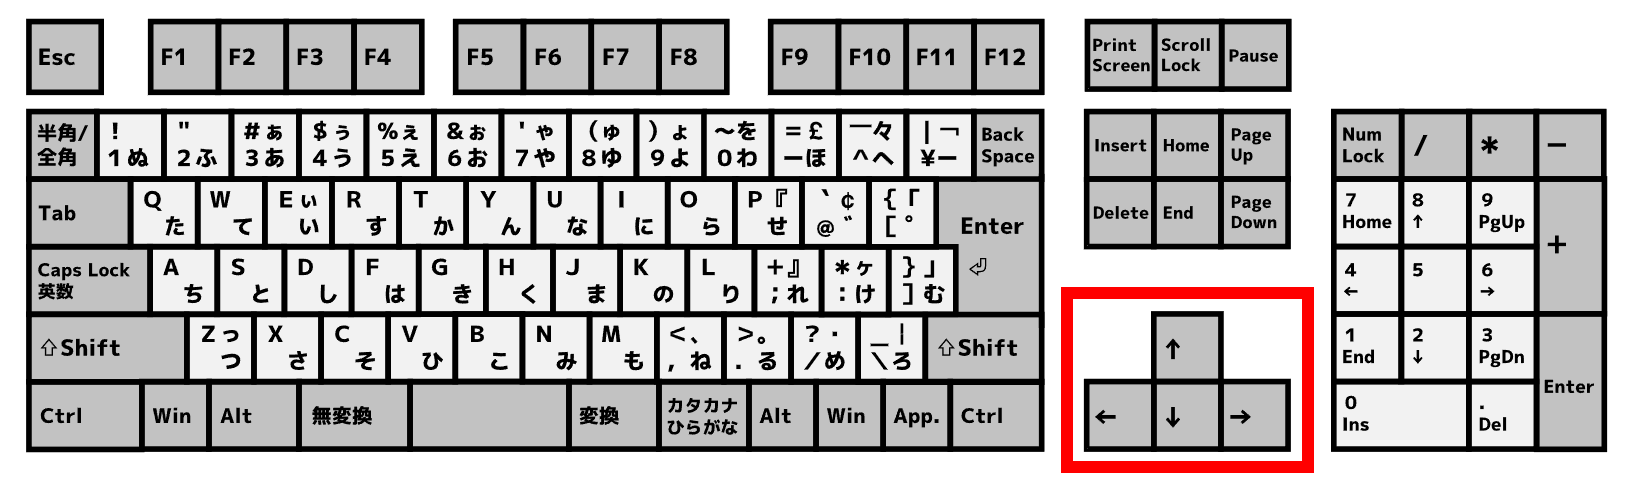 Esc F1 F2 F3 F4 F5 F6 F7 F8 F9 F10 F11 F12 Print Screen Scroll Lock Pause
半角/ ! " #ぁ $ぅ %ぇ &ぉ 'ゃ (ゅ )ょ ~を =£ ￣々 |¬ Back Insert Home Page Up Num Lock / * −
全角 1ぬ 2ふ 3あ 4う 5え 6お 7や 8ゆ 9よ 0わ ーほ ^へ ¥ー Space
Tab Q W Eぃ R T Y U I O P『 `¢ {「 Enter Delete End Page Down 7 8 9 +
た て い す か ん な に ら せ @゛ [゜ Home ↑ PgUp
Caps Lock A S D F G H J K L +』 *ヶ }」 ⏎ 4 5 6
英数 ち と し は き く ま の り ;れ :け ]む ← →
⇧Shift Zっ X C V B N M <、 >。 ?・ _| ⇧Shift ↑ 1 2 3 Enter
つ さ そ ひ こ み も ,ね .る /め \ろ End ↓ PgDn
Ctrl Win Alt 無変換 変換 カタカナ Alt Win App. Ctrl ← ↓ → 0 .
ひらがな Ins Del